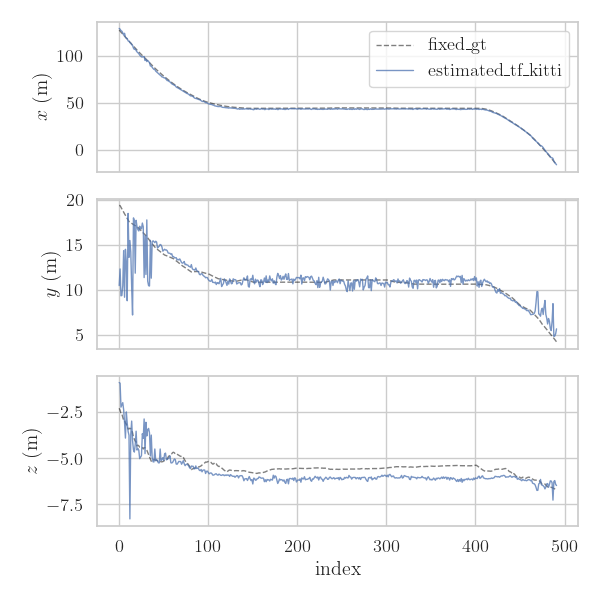 100
50
0
x (m)
fixed_gt
estimated_tf_kitti
20
15
10
5
y (m)
−2.5
−5.0
−7.5
z (m)
0 100 200 300 400 500
index